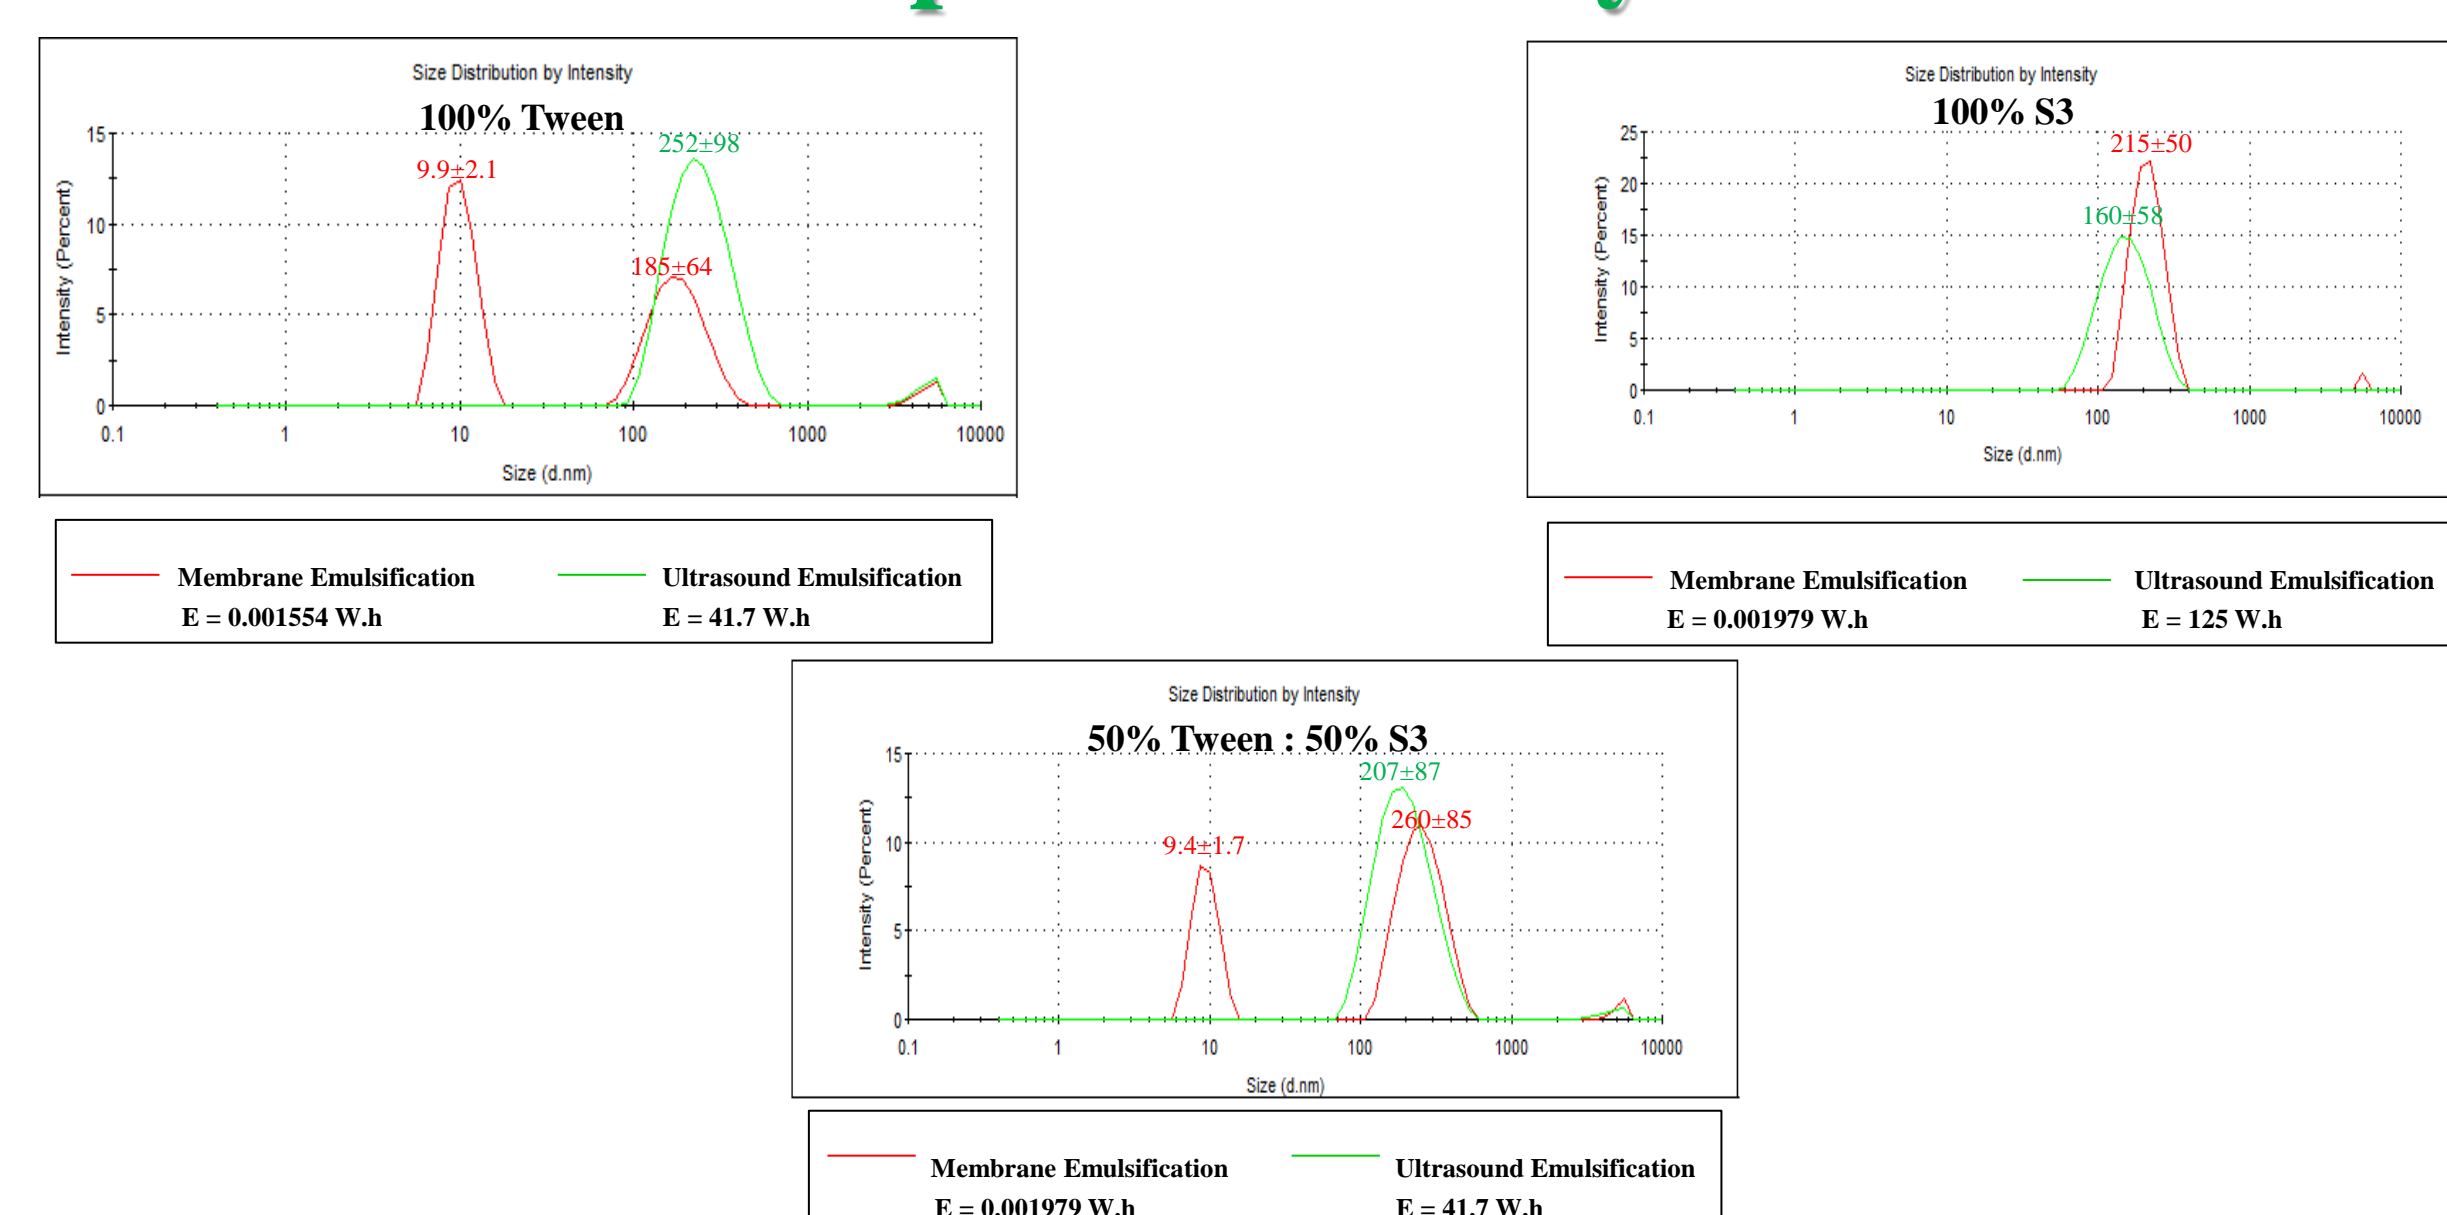 Size Distribution by Intensity
100% Tween
252±98
9.9±2.1
185±64
15
10
5
0
Intensity (Percent)
0.1 1 10 100 1000 10000
Size (d.nm)
Membrane Emulsification Ultrasound Emulsification
E = 0.001554 W.h E = 41.7 W.h
Size Distribution by Intensity
100% S3
215±50
160±58
25
20
15
10
5
0
Intensity (Percent)
0.1 1 10 100 1000 10000
Size (d.nm)
Membrane Emulsification Ultrasound Emulsification
E = 0.001979 W.h E = 125 W.h
Size Distribution by Intensity
50% Tween : 50% S3
207±87
260±85
9.4±1.7
15
10
5
0
Intensity (Percent)
0.1 1 10 100 1000 10000
Size (d.nm)
Membrane Emulsification Ultrasound Emulsification
E = 0.001979 W.h E = 41.7 W.h